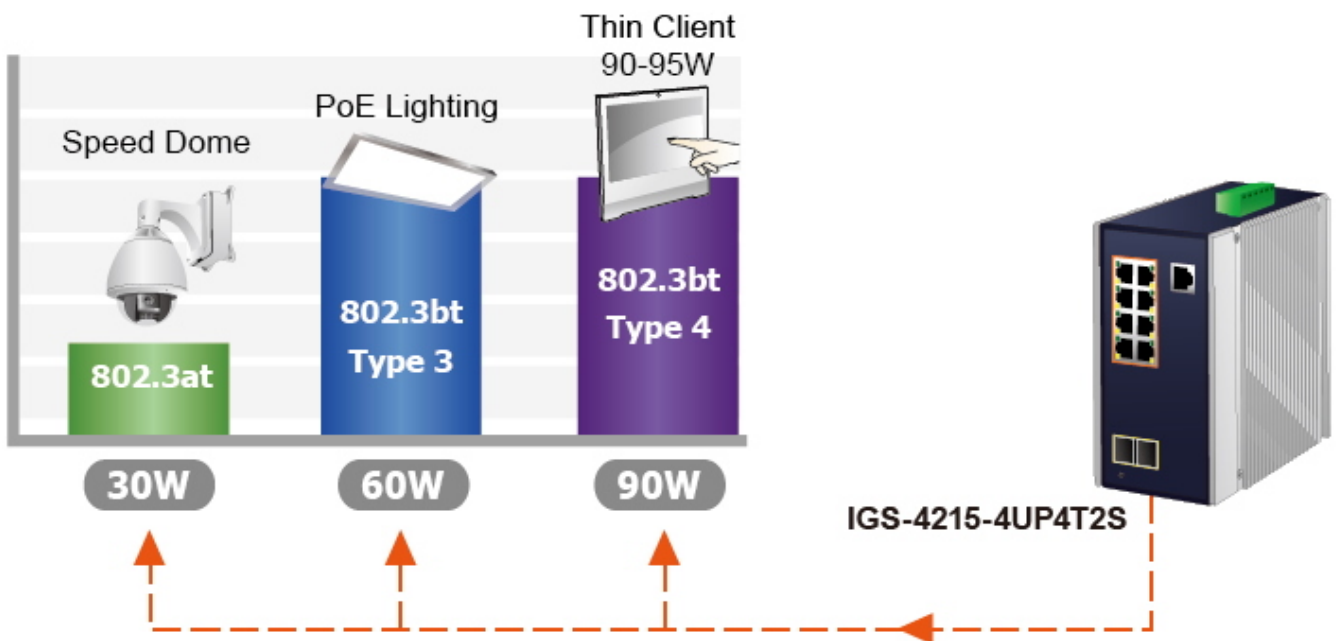 Thin Client
90-95W
PoE Lighting
Speed Dome
802.3at
802.3bt
Type 3
802.3bt
Type 4
30W
60W
90W
IGS-4215-4UP4T2S